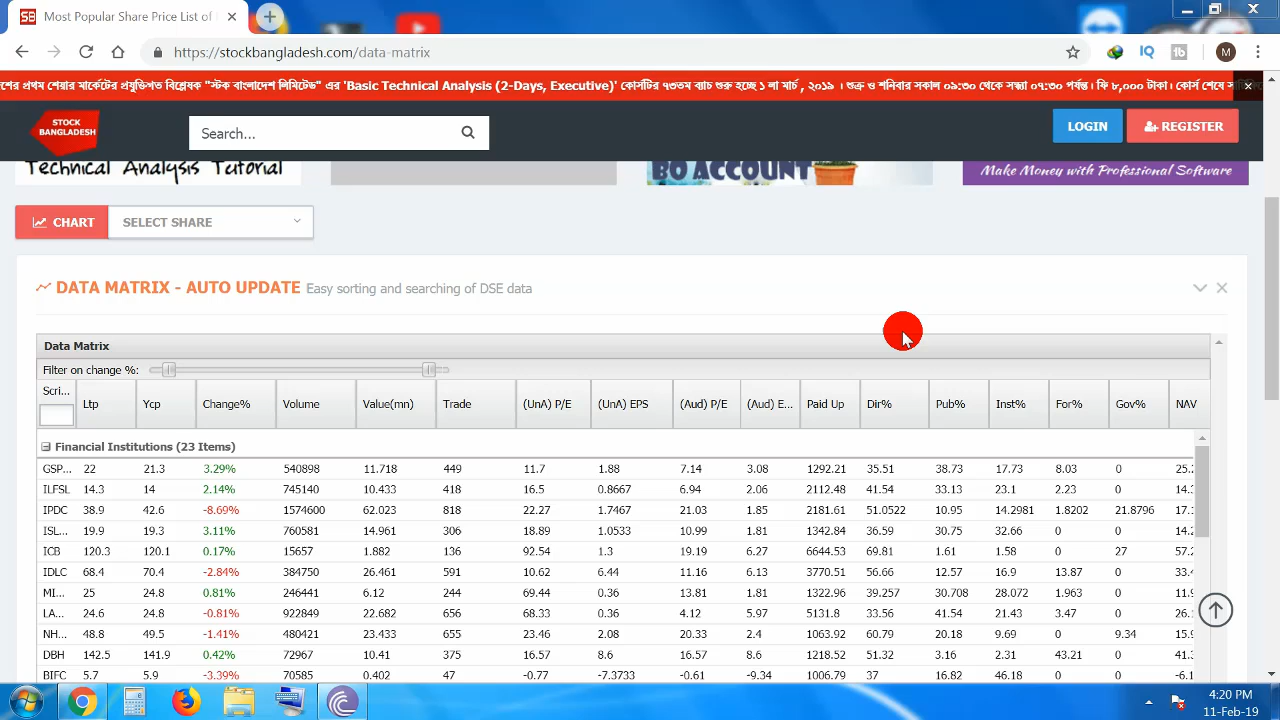 Most Popular Share Price List of
https://stockbangladesh.com/data-matrix
IQ
M
শের প্রথম শেয়ার মার্কেটের প্রযুক্তিগত বিশ্লেষক "স্টক বাংলাদেশ লিমিটেড" এর 'Basic Technical Analysis (2-Days, Executive)' কোর্সটির ৭৩তম ব্যাচ শুরু হচ্ছে ১ লা মার্চ , ২০১৯ । শুক্র ও শনিবার সকাল ০৯:৩০ থেকে সন্ধ্যা ০৭:৩০ পর্যন্ত। ফি ৮,০০০ টাকা। কোর্স শেষে
STOCK
BANGLADESH
Search...
LOGIN
REGISTER
Technical Analysis Tutorial
BO ACCOUNT
Make Money with Professional Software
CHART
SELECT SHARE
DATA MATRIX - AUTO UPDATE Easy sorting and searching of DSE data
Data Matrix
Filter on change %:
Scri... Ltp Ycp Change% Volume Value(mn) Trade (UnA) P/E (UnA) EPS (Aud) P/E (Aud) E... Paid Up Dir% Pub% Inst% For% Gov% NAV
Financial Institutions (23 Items)
GSP... 22 21.3 3.29% 540898 11.718 449 11.7 1.88 7.14 3.08 1292.21 35.51 38.73 17.73 8.03 0 25.
ILFSL 14.3 14 2.14% 745140 10.433 418 16.5 0.8667 6.94 2.06 2112.48 41.54 33.13 23.1 2.23 0 14.
IPDC 38.9 42.6 -8.69% 1574600 62.023 818 22.27 1.7467 21.03 1.85 2181.61 51.0522 10.95 14.2981 1.8202 21.8796 17.
ISL... 19.9 19.3 3.11% 760581 14.961 306 18.89 1.0533 10.99 1.81 1342.84 36.59 30.75 32.66 0 0 14.2
ICB 120.3 120.1 0.17% 15657 1.882 136 92.54 1.3 19.19 6.27 6644.53 69.81 1.61 1.58 0 27 57.
IDLC 68.4 70.4 -2.84% 384750 26.461 591 10.62 6.44 11.16 6.13 3770.51 56.66 12.57 16.9 13.87 0 33.
MI... 25 24.8 0.81% 246441 6.12 244 69.44 0.36 13.81 1.81 1322.96 39.257 30.708 28.072 1.963 0 11.
LA... 24.6 24.8 -0.81% 922849 22.682 656 68.33 0.36 4.12 5.97 5131.8 33.56 41.54 21.43 3.47 0 26.
NH... 48.8 49.5 -1.41% 480421 23.433 655 23.46 2.08 20.33 2.4 1063.92 60.79 20.18 9.69 0 9.34 15.
DBH 142.5 141.9 0.42% 72967 10.41 375 16.57 8.6 16.57 8.6 1218.52 51.32 3.16 2.31 43.21 0 41.
BIFC 5.7 5.9 -3.39% 70585 0.402 47 -0.77 -7.3733 -0.61 -9.34 1006.79 37 16.82 46.18 0 0 -6.1
4:20 PM
11-Feb-19